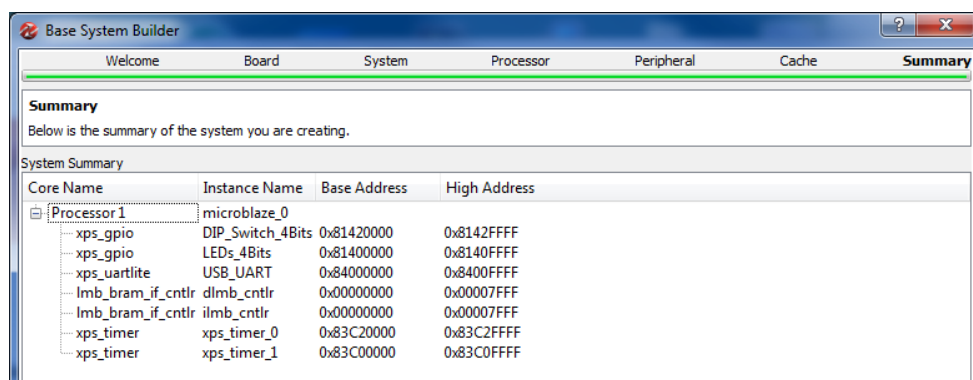 Base System Builder
Welcome Board System Processor Peripheral Cache Summary
Summary
Below is the summary of the system you are creating.
System Summary
Core Name Instance Name Base Address High Address
Processor 1 microblaze_0
xps_gpio DIP_Switch_4Bits 0x81420000 0x8142FFFF
xps_gpio LEDs_4Bits 0x81400000 0x8140FFFF
xps_uartlite USB_UART 0x84000000 0x8400FFFF
lmb_bram_if_cntlr dlmb_cntlr 0x00000000 0x00007FFF
lmb_bram_if_cntlr ilmb_cntlr 0x00000000 0x00007FFF
xps_timer xps_timer_0 0x83C20000 0x83C2FFFF
xps_timer xps_timer_1 0x83C00000 0x83C0FFFF